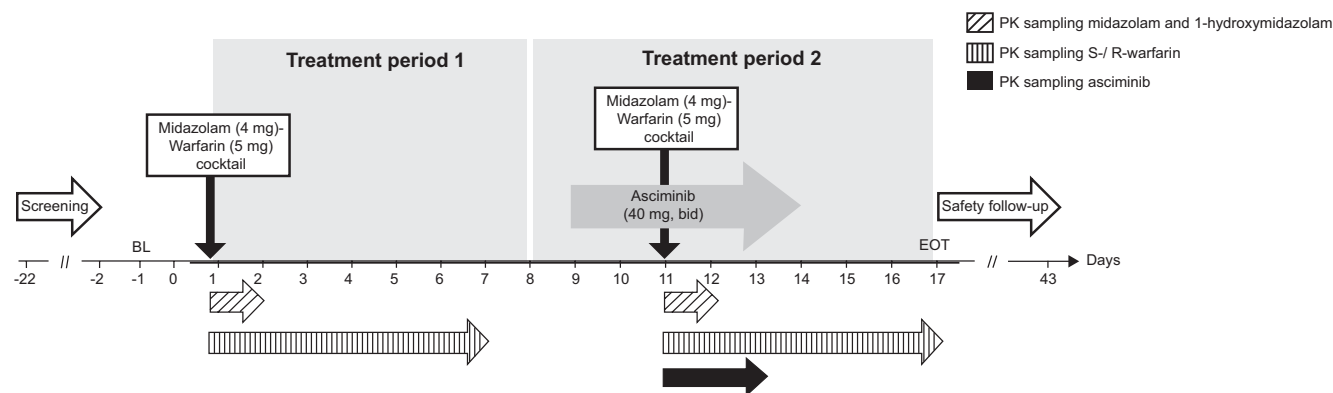 PK sampling midazolam and 1-hydroxymidazolam
PK sampling S-/ R-warfarin
PK sampling asciminib
Treatment period 1
Treatment period 2
Midazolam (4 mg)-
Warfarin (5 mg)
cocktail
Midazolam (4 mg)-
Warfarin (5 mg)
cocktail
Screening
Asciminib
(40 mg, bid)
Safety follow-up
BL
EOT
-22 // -2 -1 0 1 2 3 4 5 6 7 8 9 10 11 12 13 14 15 16 17 // 43 Days